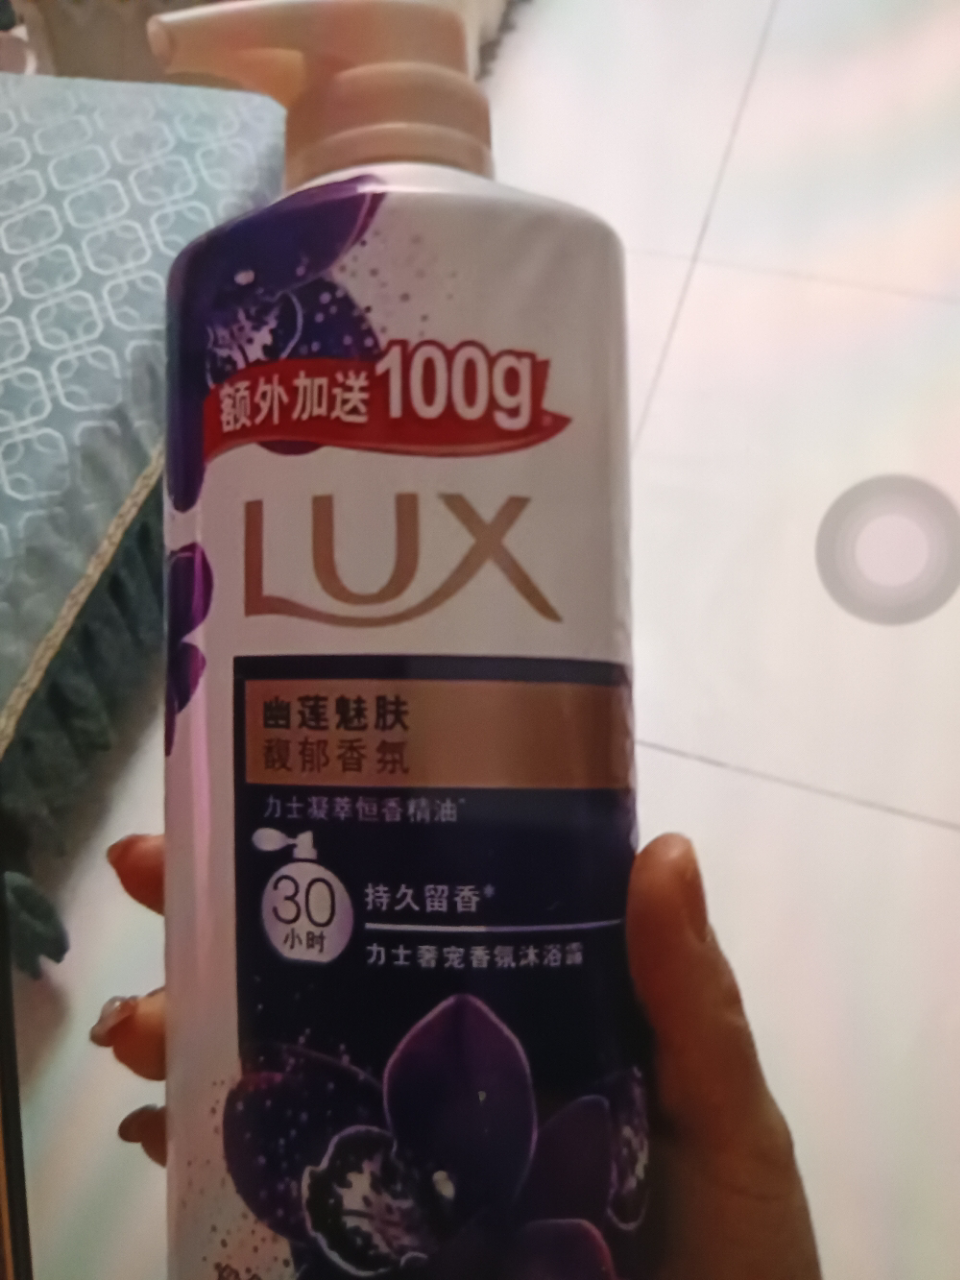 额外加送100g
LUX
幽莲魅肤
馥郁香氛
力士凝萃恒香精油
30
小时
持久留香*
力士奢宠香氛沐浴露